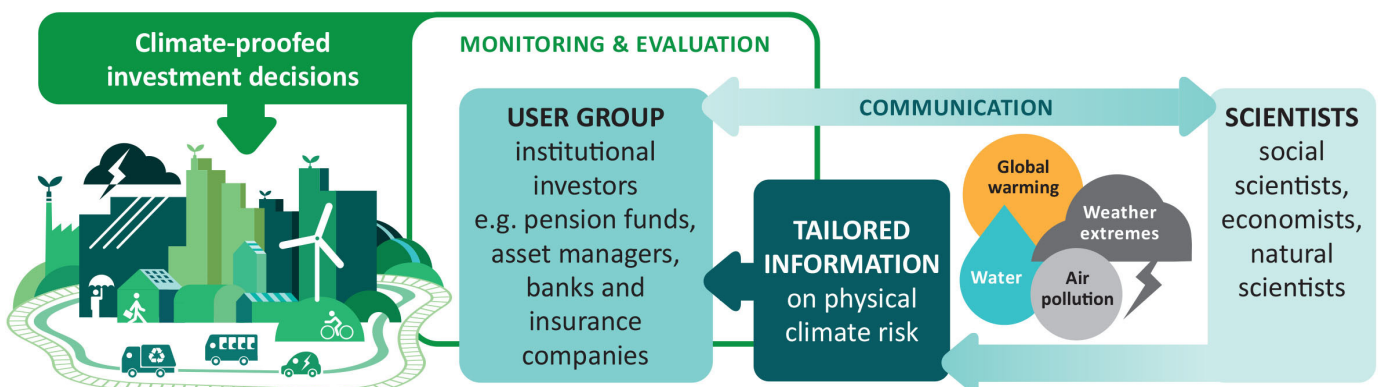 Climate-proofed
investment decisions
MONITORING & EVALUATION
USER GROUP
institutional
investors
e.g. pension funds,
asset managers,
banks and
insurance
companies
COMMUNICATION
TAILORED
INFORMATION
on physical
climate risk
Global
warming
Weather
extremes
Water
Air
pollution
SCIENTISTS
social
scientists,
economists,
natural
scientists